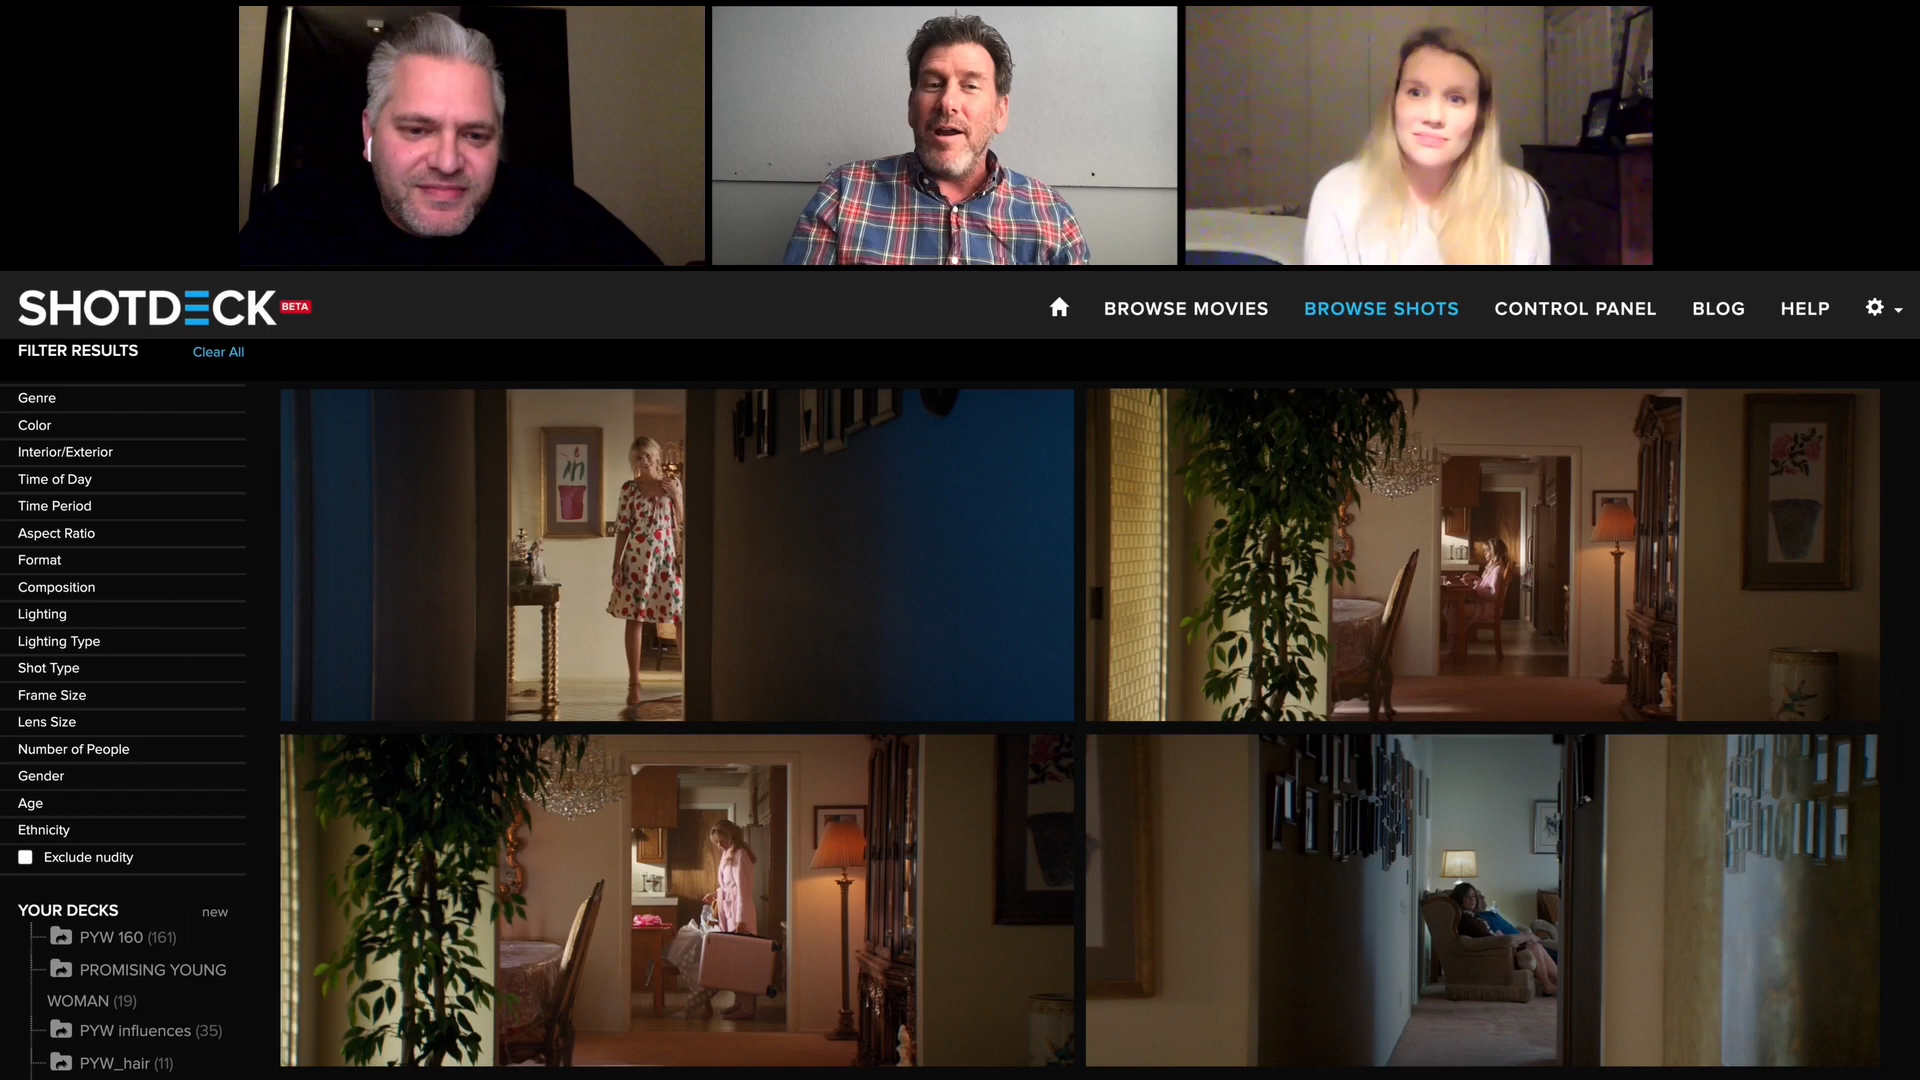 SHOTDECK BETA
BROWSE MOVIES BROWSE SHOTS CONTROL PANEL BLOG HELP
FILTER RESULTS Clear All
Genre
Color
Interior/Exterior
Time of Day
Time Period
Aspect Ratio
Format
Composition
Lighting
Lighting Type
Shot Type
Frame Size
Lens Size
Number of People
Gender
Age
Ethnicity
Exclude nudity
YOUR DECKS new
PYW 160 (161)
PROMISING YOUNG
WOMAN (19)
PYW influences (35)
PYW_hair (11)